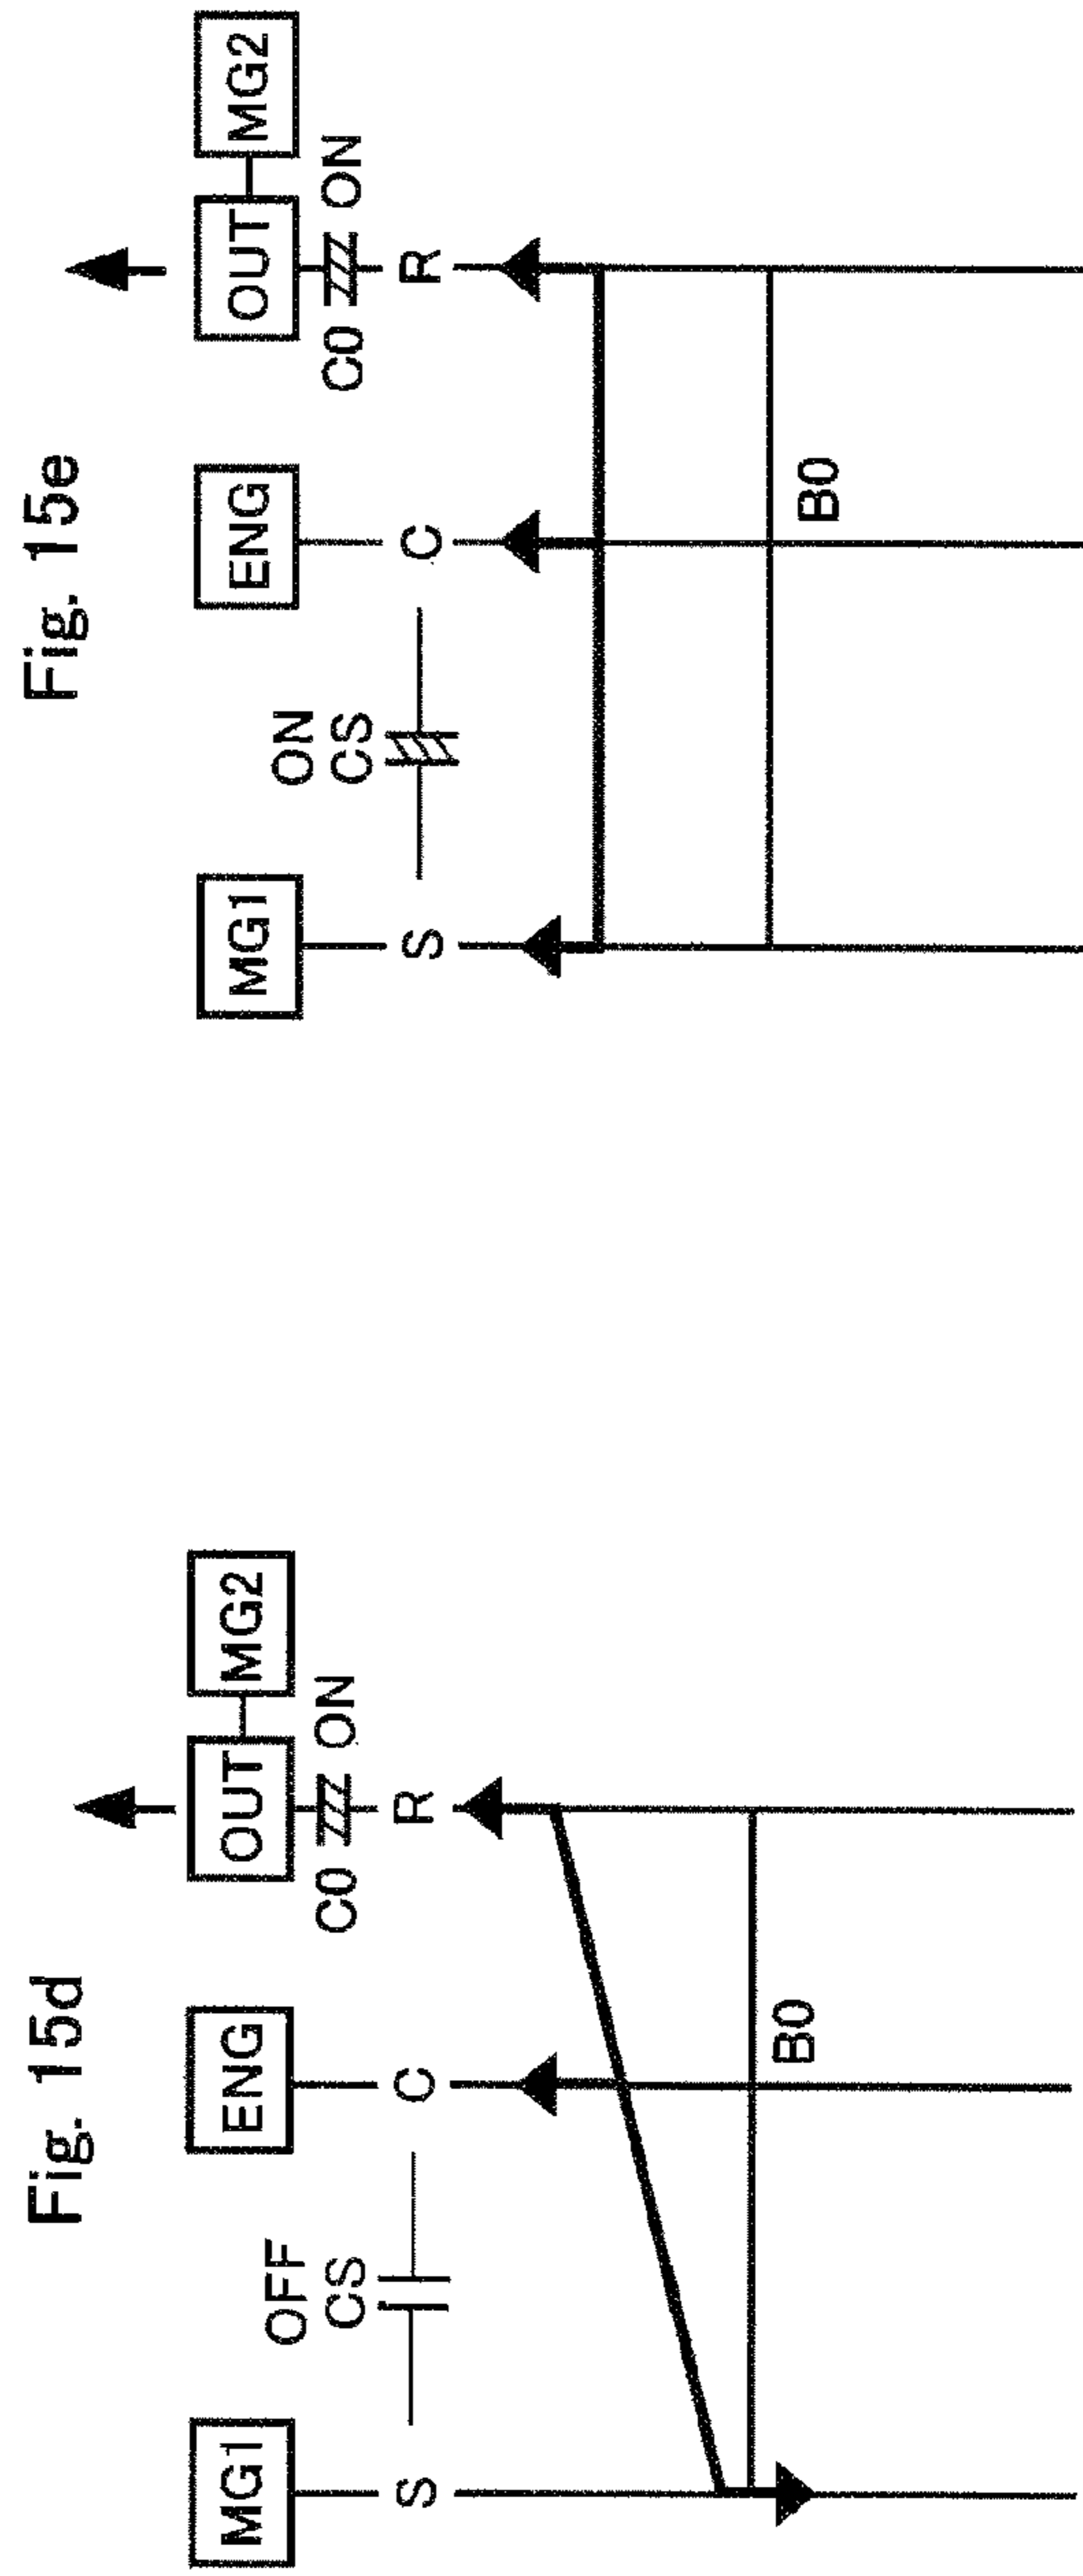 Fig. 15d
MG1
ENG
OUT
MG2
OFF
CS
C0
ON
S
C
R
B0
Fig. 15e
MG1
ENG
OUT
MG2
ON
CS
C0
ON
S
C
R
B0